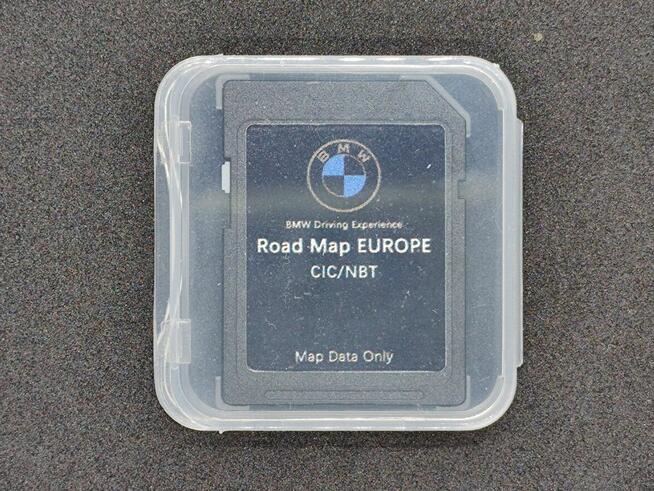 BMW
BMW Driving Experience
Road Map EUROPE
CIC/NBT
Map Data Only